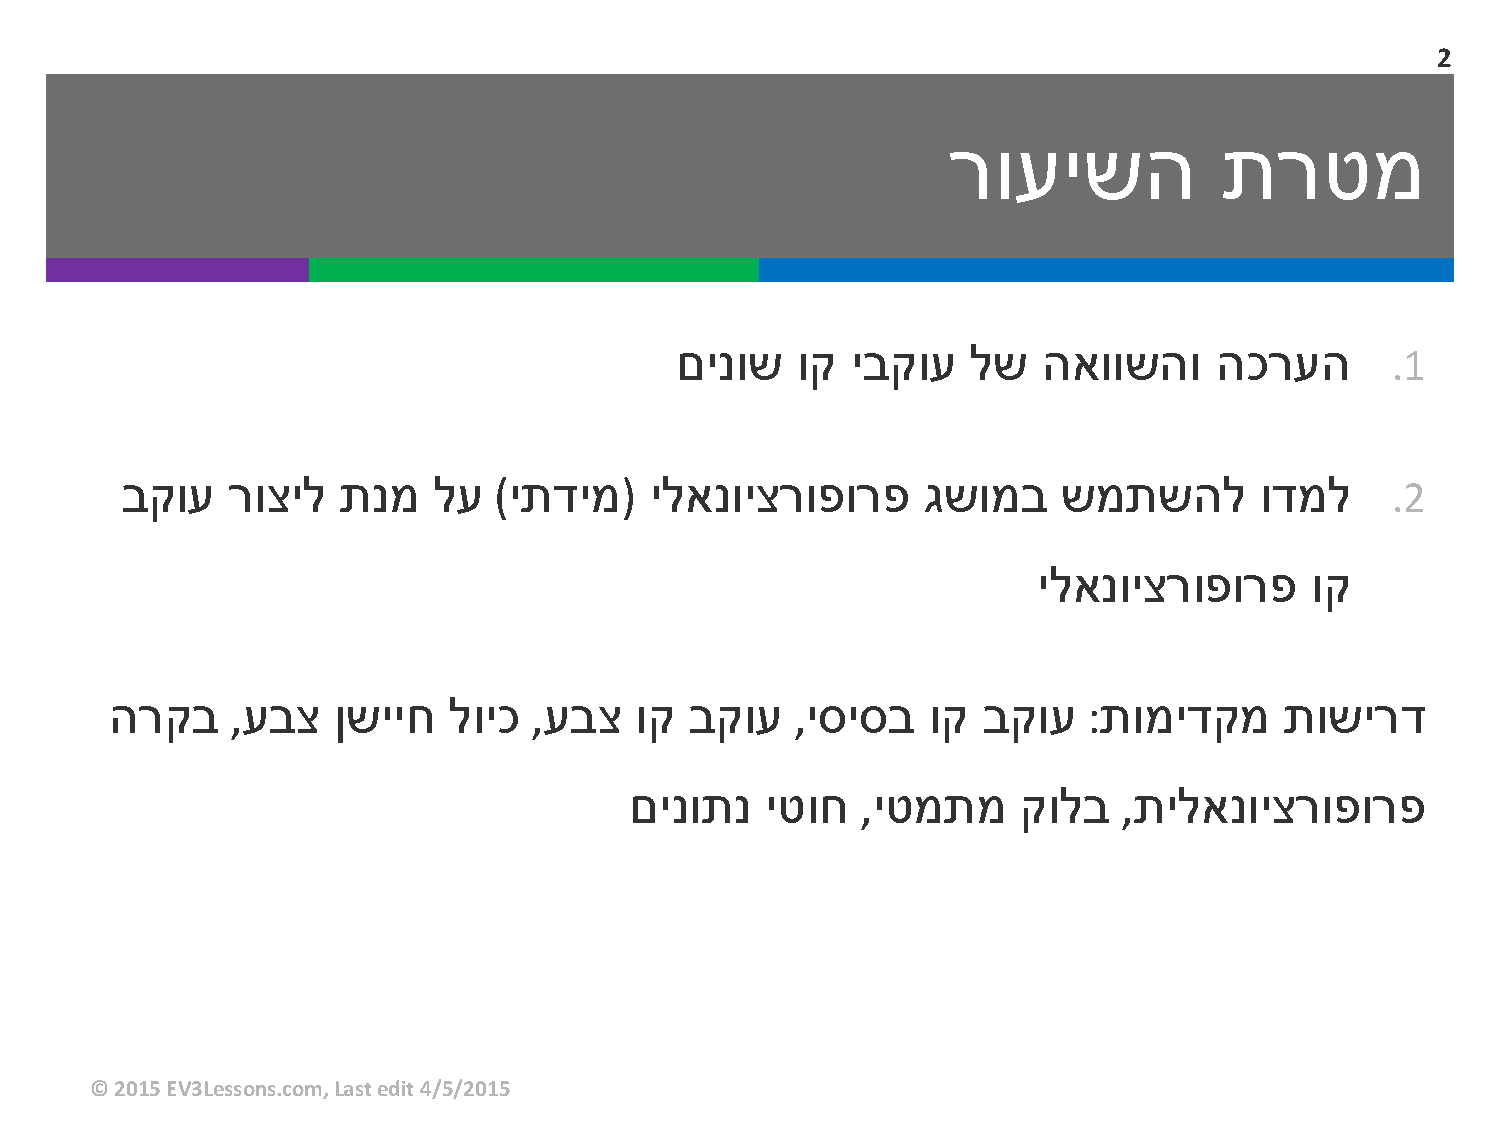 2
מטרת השיעור
1. הערכה והשוואה של עוקבי קו שונים
2. למדו להשתמש במושג פרופורציונאלי (מידתי) על מנת ליצור עוקב
קו פרופורציונאלי
דרישות מקדימות: עוקב קו בסיסי, עוקב קו צבע, כיול חיישן צבע, בקרה
פרופורציונאלית, בלוק מתמטי, חוטי נתונים
© 2015 EV3Lessons.com, Last edit 4/5/2015